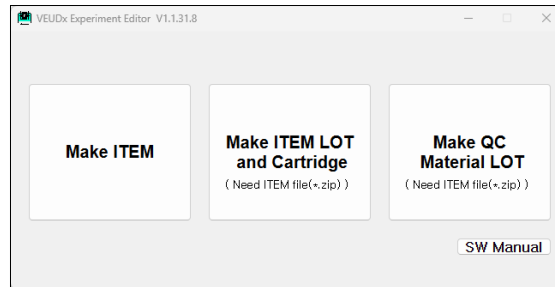 VEUDx Experiment Editor V1.1.31.8
Make ITEM
Make ITEM LOT
and Cartridge
( Need ITEM file(*.zip) )
Make QC
Material LOT
( Need ITEM file(*.zip) )
SW Manual